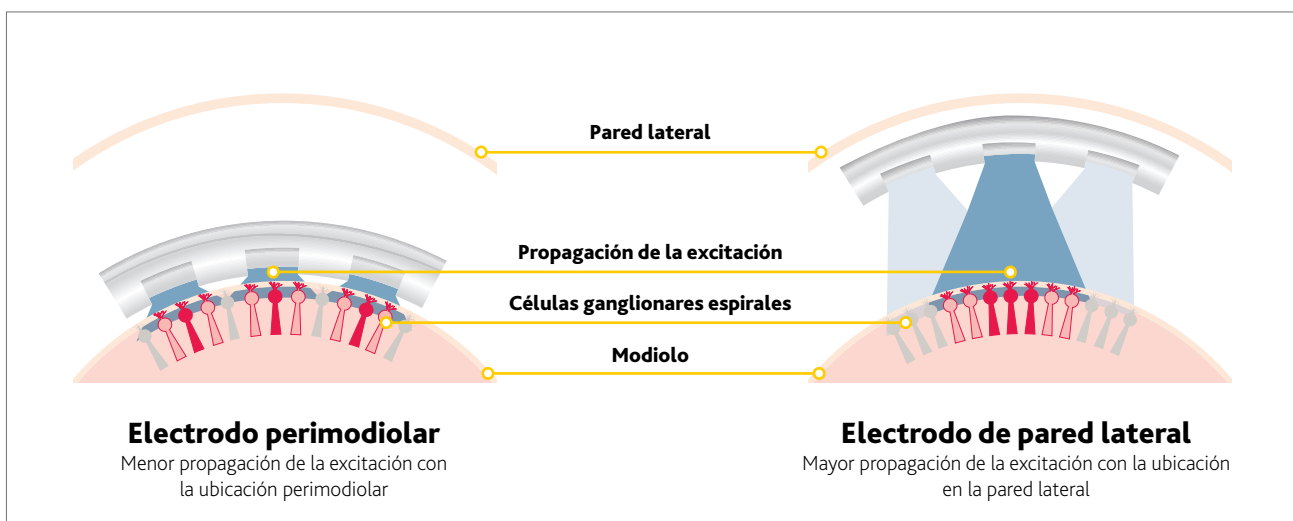 Pared lateral
Propagación de la excitación
Células ganglionares espirales
Modiolo
Electrodo perimodiolar
Menor propagación de la excitación con
la ubicación perimodiolar
Electrodo de pared lateral
Mayor propagación de la excitación con la ubicación
en la pared lateral